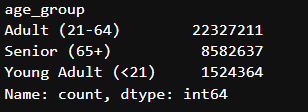 age_group
Adult (21-64)         22327211
Senior (65+)           8582637
Young Adult (<21)      1524364
Name: count, dtype: int64